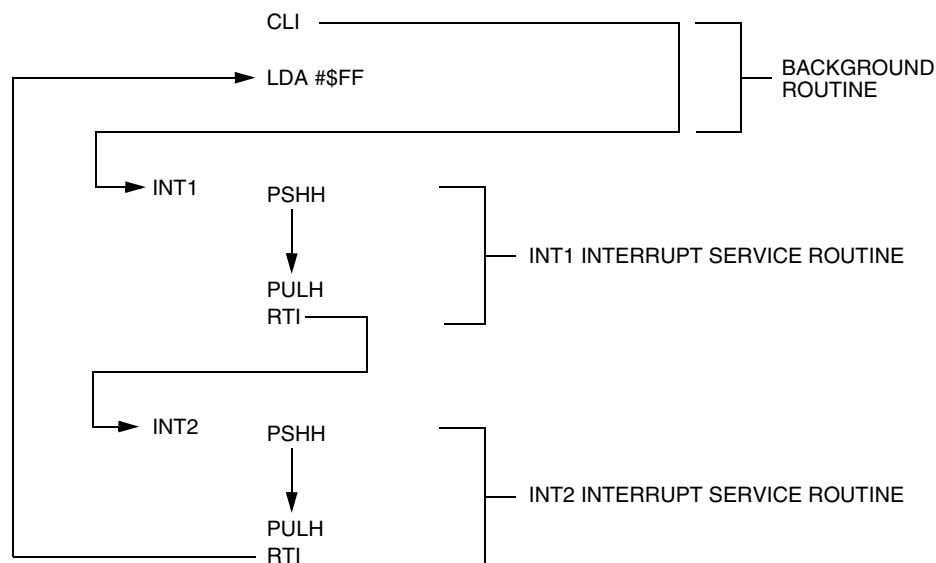 CLI
LDA #$FF
BACKGROUND
ROUTINE
INT1
PSHH
INT1 INTERRUPT SERVICE ROUTINE
PULH
RTI
INT2
PSHH
INT2 INTERRUPT SERVICE ROUTINE
PULH
RTI